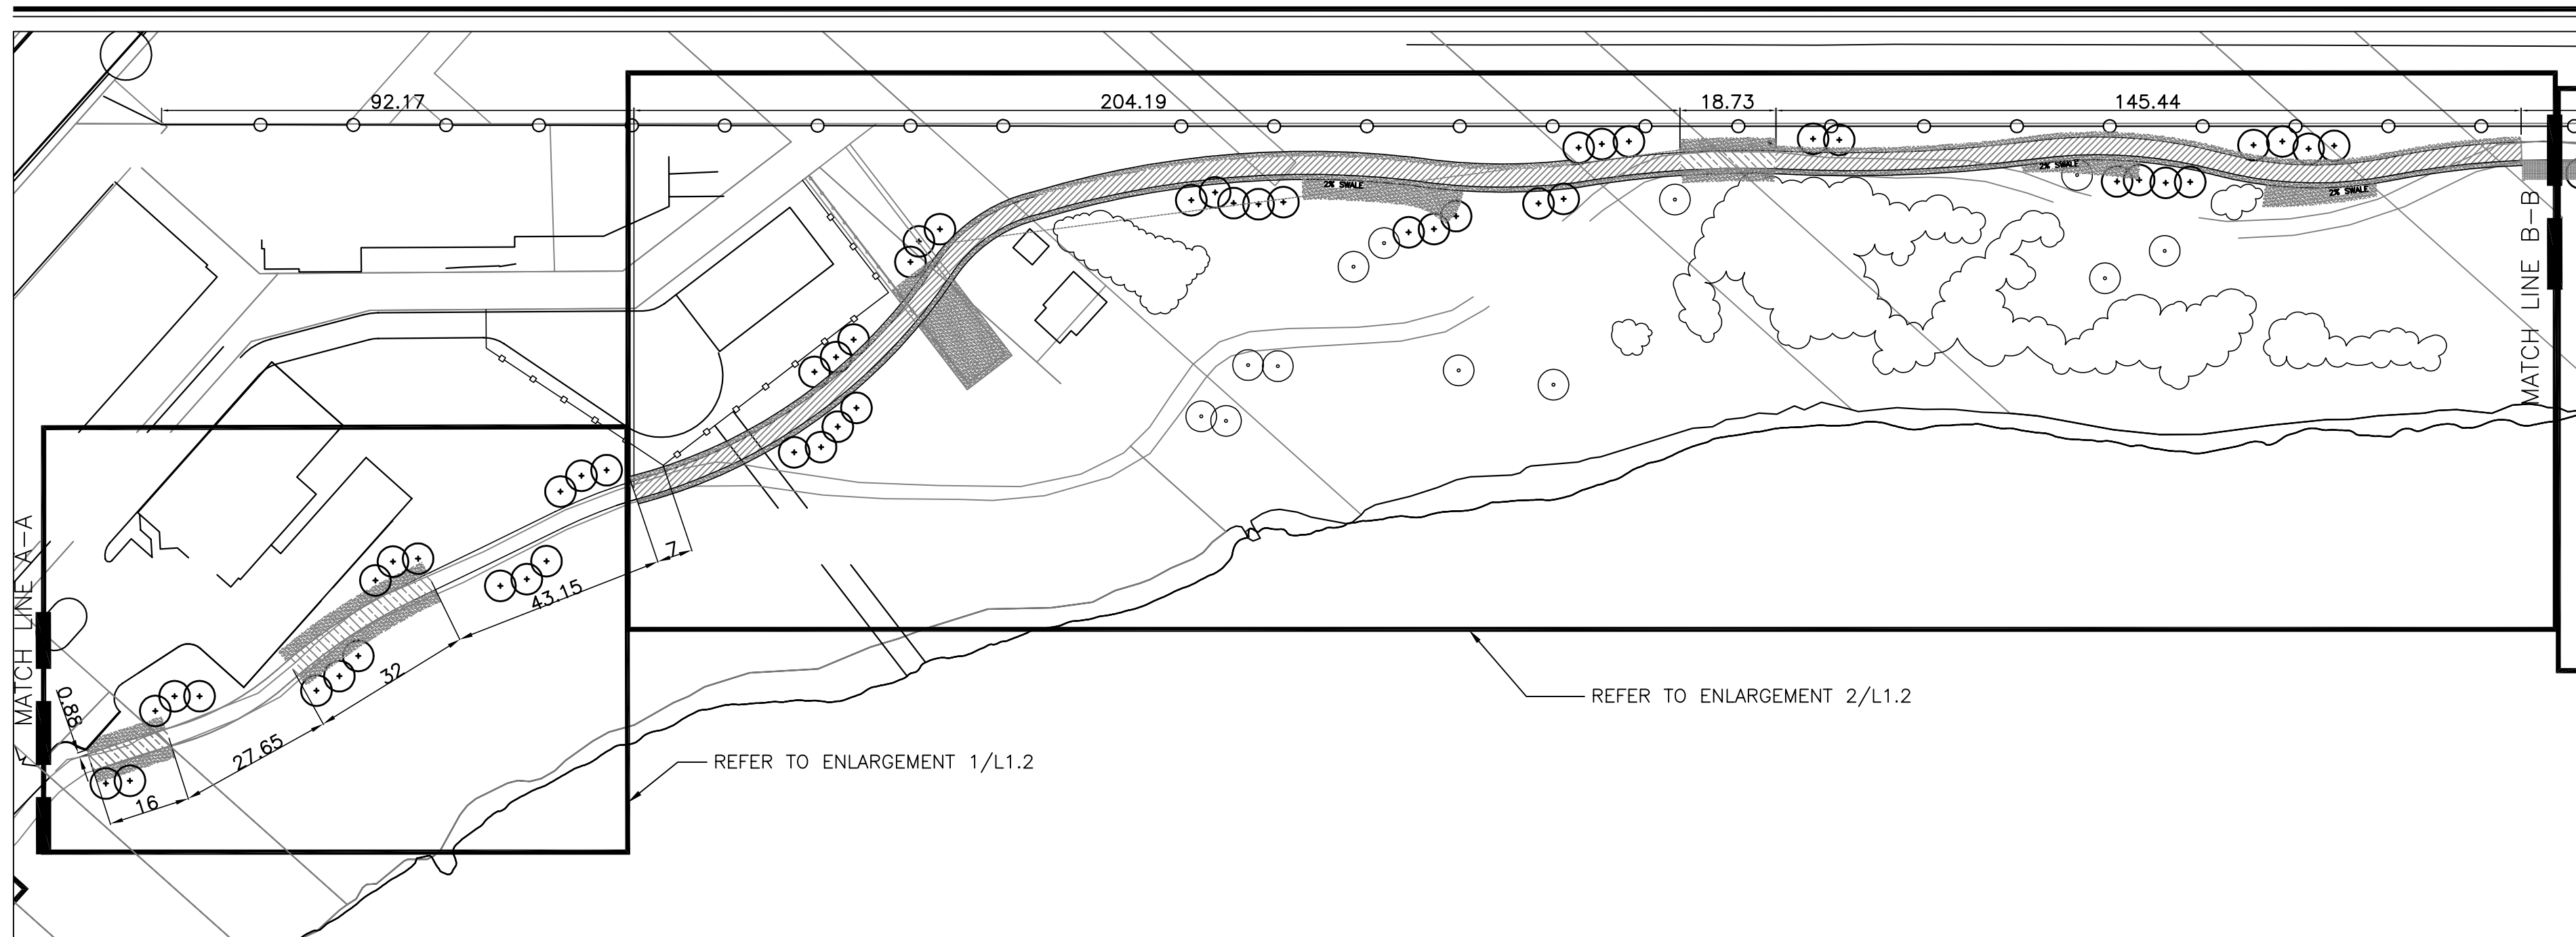 92.17
204.19
18.73
145.44
2% SWALE
2% SWALE
2% SWALE
MATCH LINE B-B
MATCH LINE A-A
7
43.15
32
27.65
0.88
16
REFER TO ENLARGEMENT 2/L1.2
REFER TO ENLARGEMENT 1/L1.2